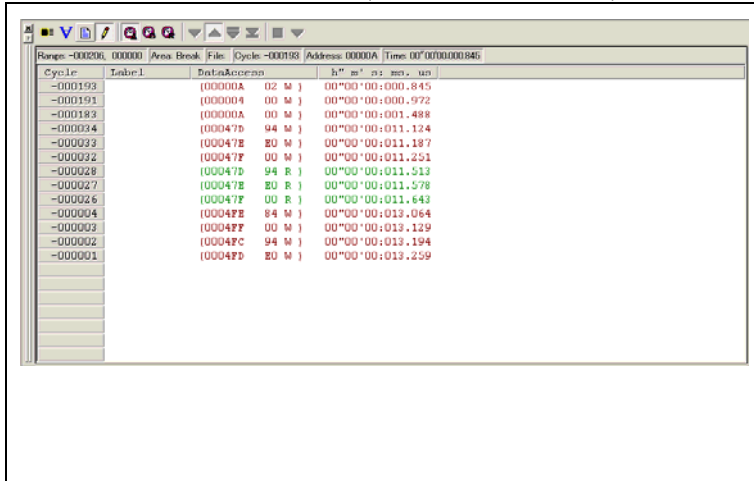 Range: -000206, 000000 Area: Break File: Cycle: -000193 Address: 00000A Time: 00"00'00:000.845
Cycle Label DataAccess h" m' s: ms. us
-000193 (00000A 02 W ) 00"00'00:000.845
-000191 (000004 00 W ) 00"00'00:000.972
-000183 (00000A 00 W ) 00"00'00:001.488
-000034 (00047D 94 W ) 00"00'00:011.124
-000033 (00047E E0 W ) 00"00'00:011.187
-000032 (00047F 00 W ) 00"00'00:011.251
-000028 (00047D 94 R ) 00"00'00:011.513
-000027 (00047E E0 R ) 00"00'00:011.578
-000026 (00047F 00 R ) 00"00'00:011.643
-000004 (0004FE 84 W ) 00"00'00:013.064
-000003 (0004FF 00 W ) 00"00'00:013.129
-000002 (0004FC 94 W ) 00"00'00:013.194
-000001 (0004FD E0 W ) 00"00'00:013.259